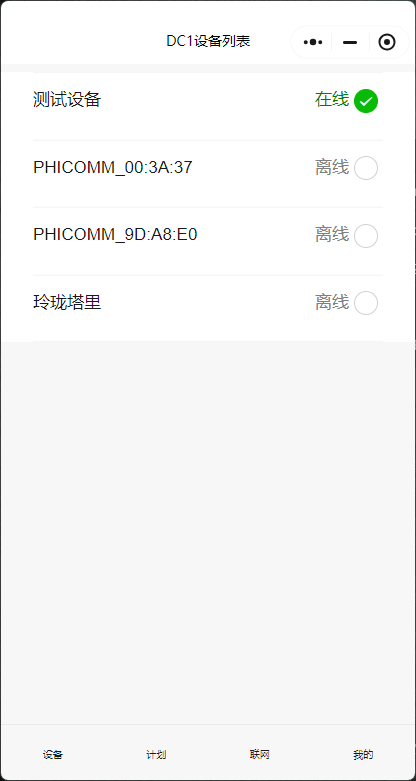 DC1设备列表
测试设备 在线
PHICOMM_00:3A:37 离线
PHICOMM_9D:A8:E0 离线
玲珑塔里 离线
设备 计划 联网 我的